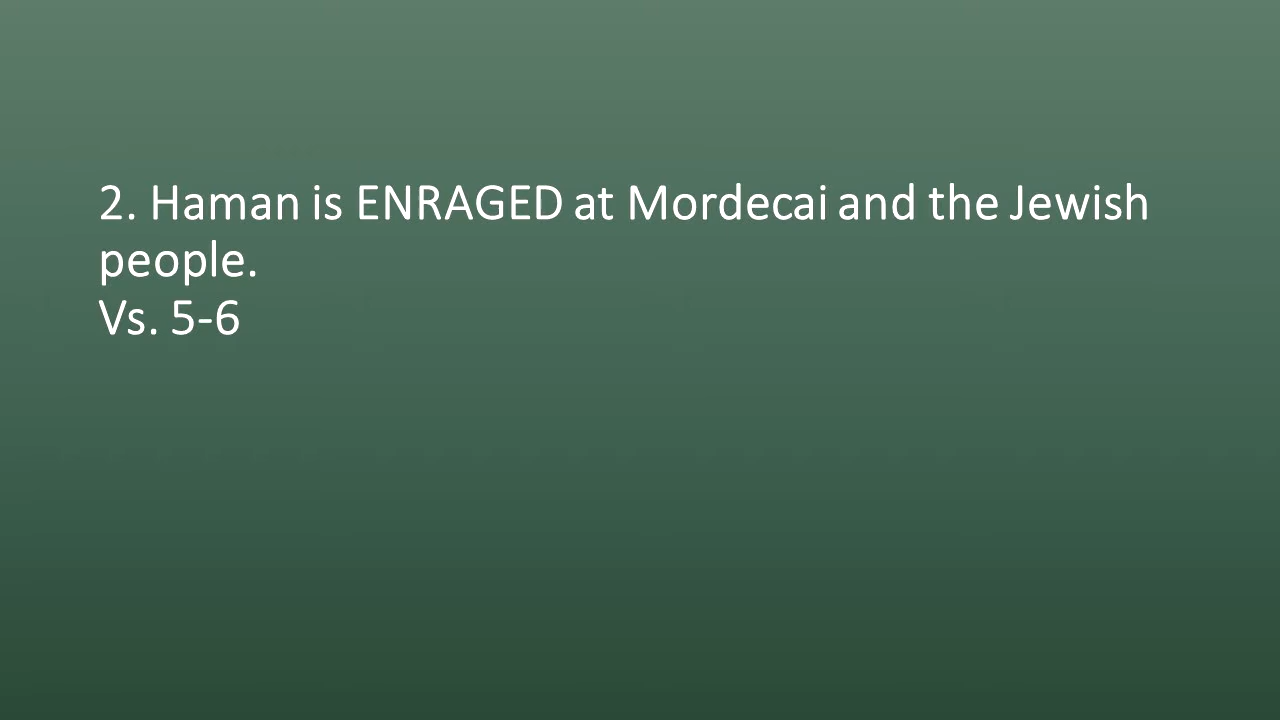 2. Haman is ENRAGED at Mordecai and the Jewish
people.
Vs. 5-6